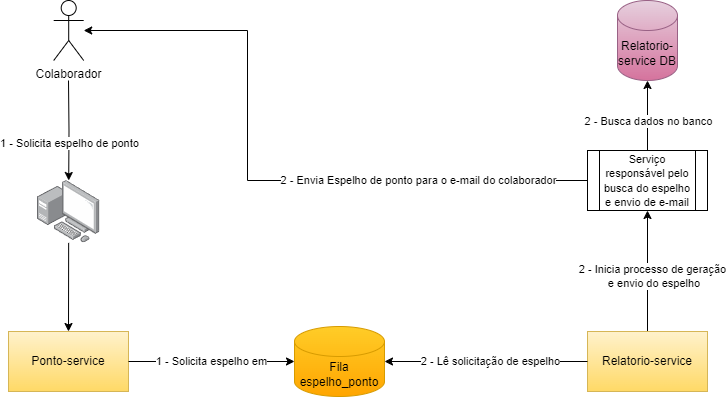 Relatorio-
service DB
Colaborador
2 - Busca dados no banco
1 - Solicita espelho de ponto
Serviço
responsável pelo
busca do espelho
e envio de e-mail
2 - Envia Espelho de ponto para o e-mail do colaborador
2 - Inicia processo de geração
e envio do espelho
Ponto-service
1 - Solicita espelho em
Fila
espelho_ponto
2 - Lê solicitação de espelho
Relatorio-service